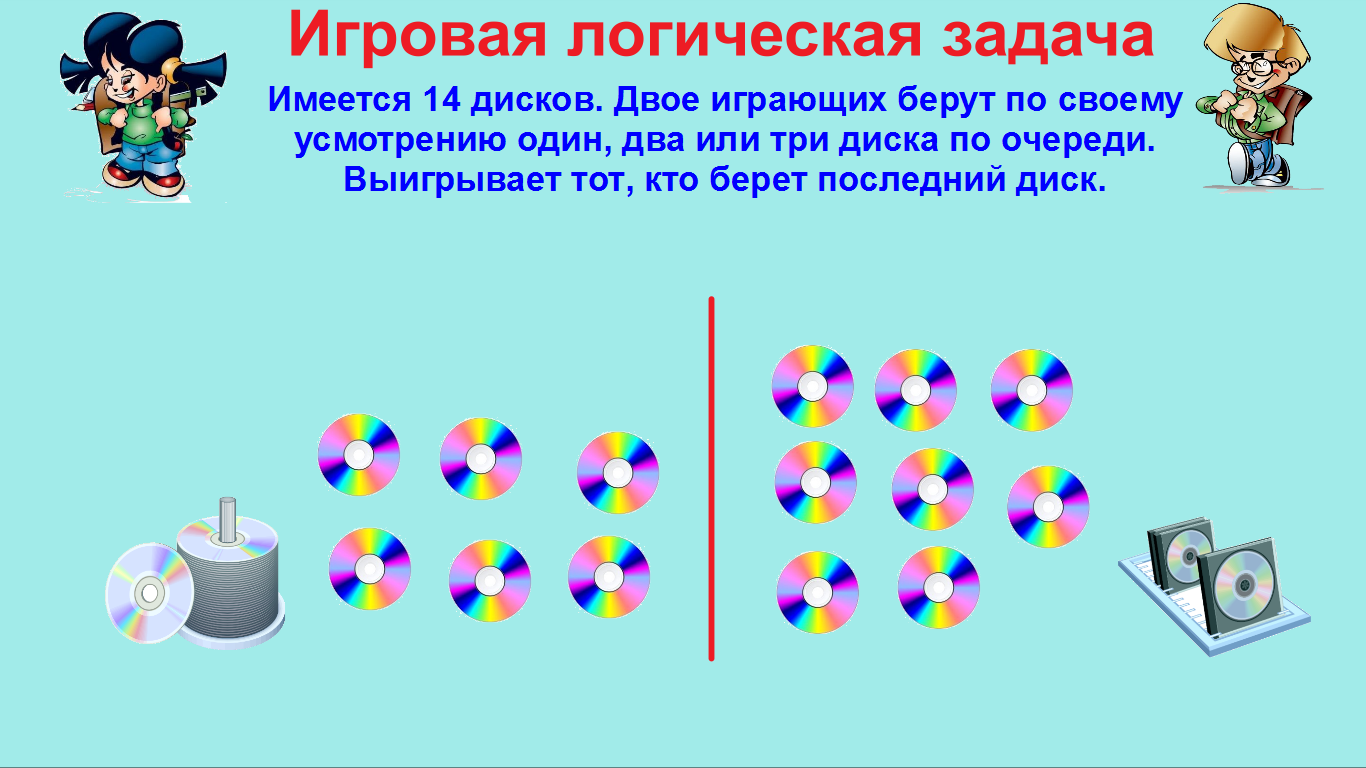 Игровая логическая задача
Имеется 14 дисков. Двое играющих берут по своему
усмотрению один, два или три диска по очереди.
Выигрывает тот, кто берет последний диск.